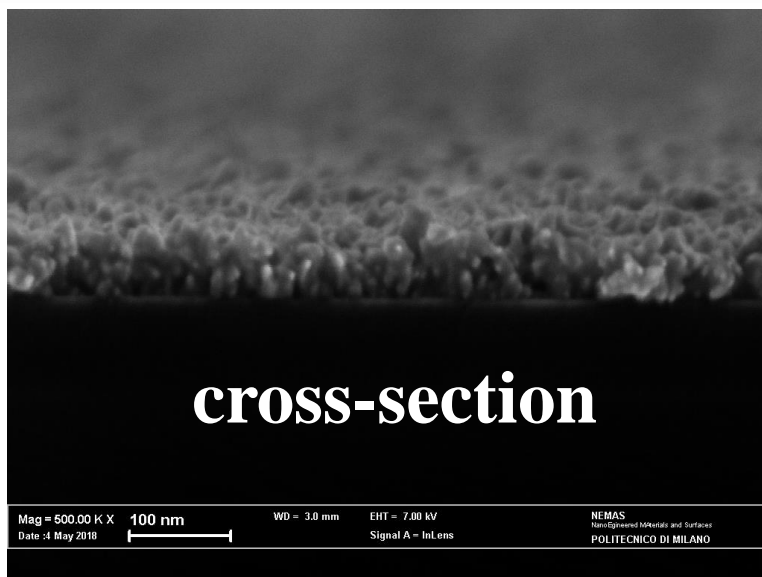 cross-section
Mag = 500.00 K X 100 nm WD = 3.0 mm EHT = 7.00 kV NEMAS
NanoEngineered MAterials and Surfaces
Date :4 May 2018 Signal A = InLens POLITECNICO DI MILANO